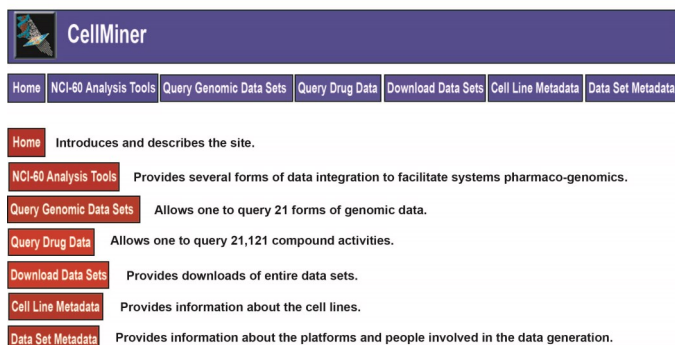 CellMiner
Home NCI-60 Analysis Tools Query Genomic Data Sets Query Drug Data Download Data Sets Cell Line Metadata Data Set Metadata
Home Introduces and describes the site.
NCI-60 Analysis Tools Provides several forms of data integration to facilitate systems pharmaco-genomics.
Query Genomic Data Sets Allows one to query 21 forms of genomic data.
Query Drug Data Allows one to query 21,121 compound activities.
Download Data Sets Provides downloads of entire data sets.
Cell Line Metadata Provides information about the cell lines.
Data Set Metadata Provides information about the platforms and people involved in the data generation.